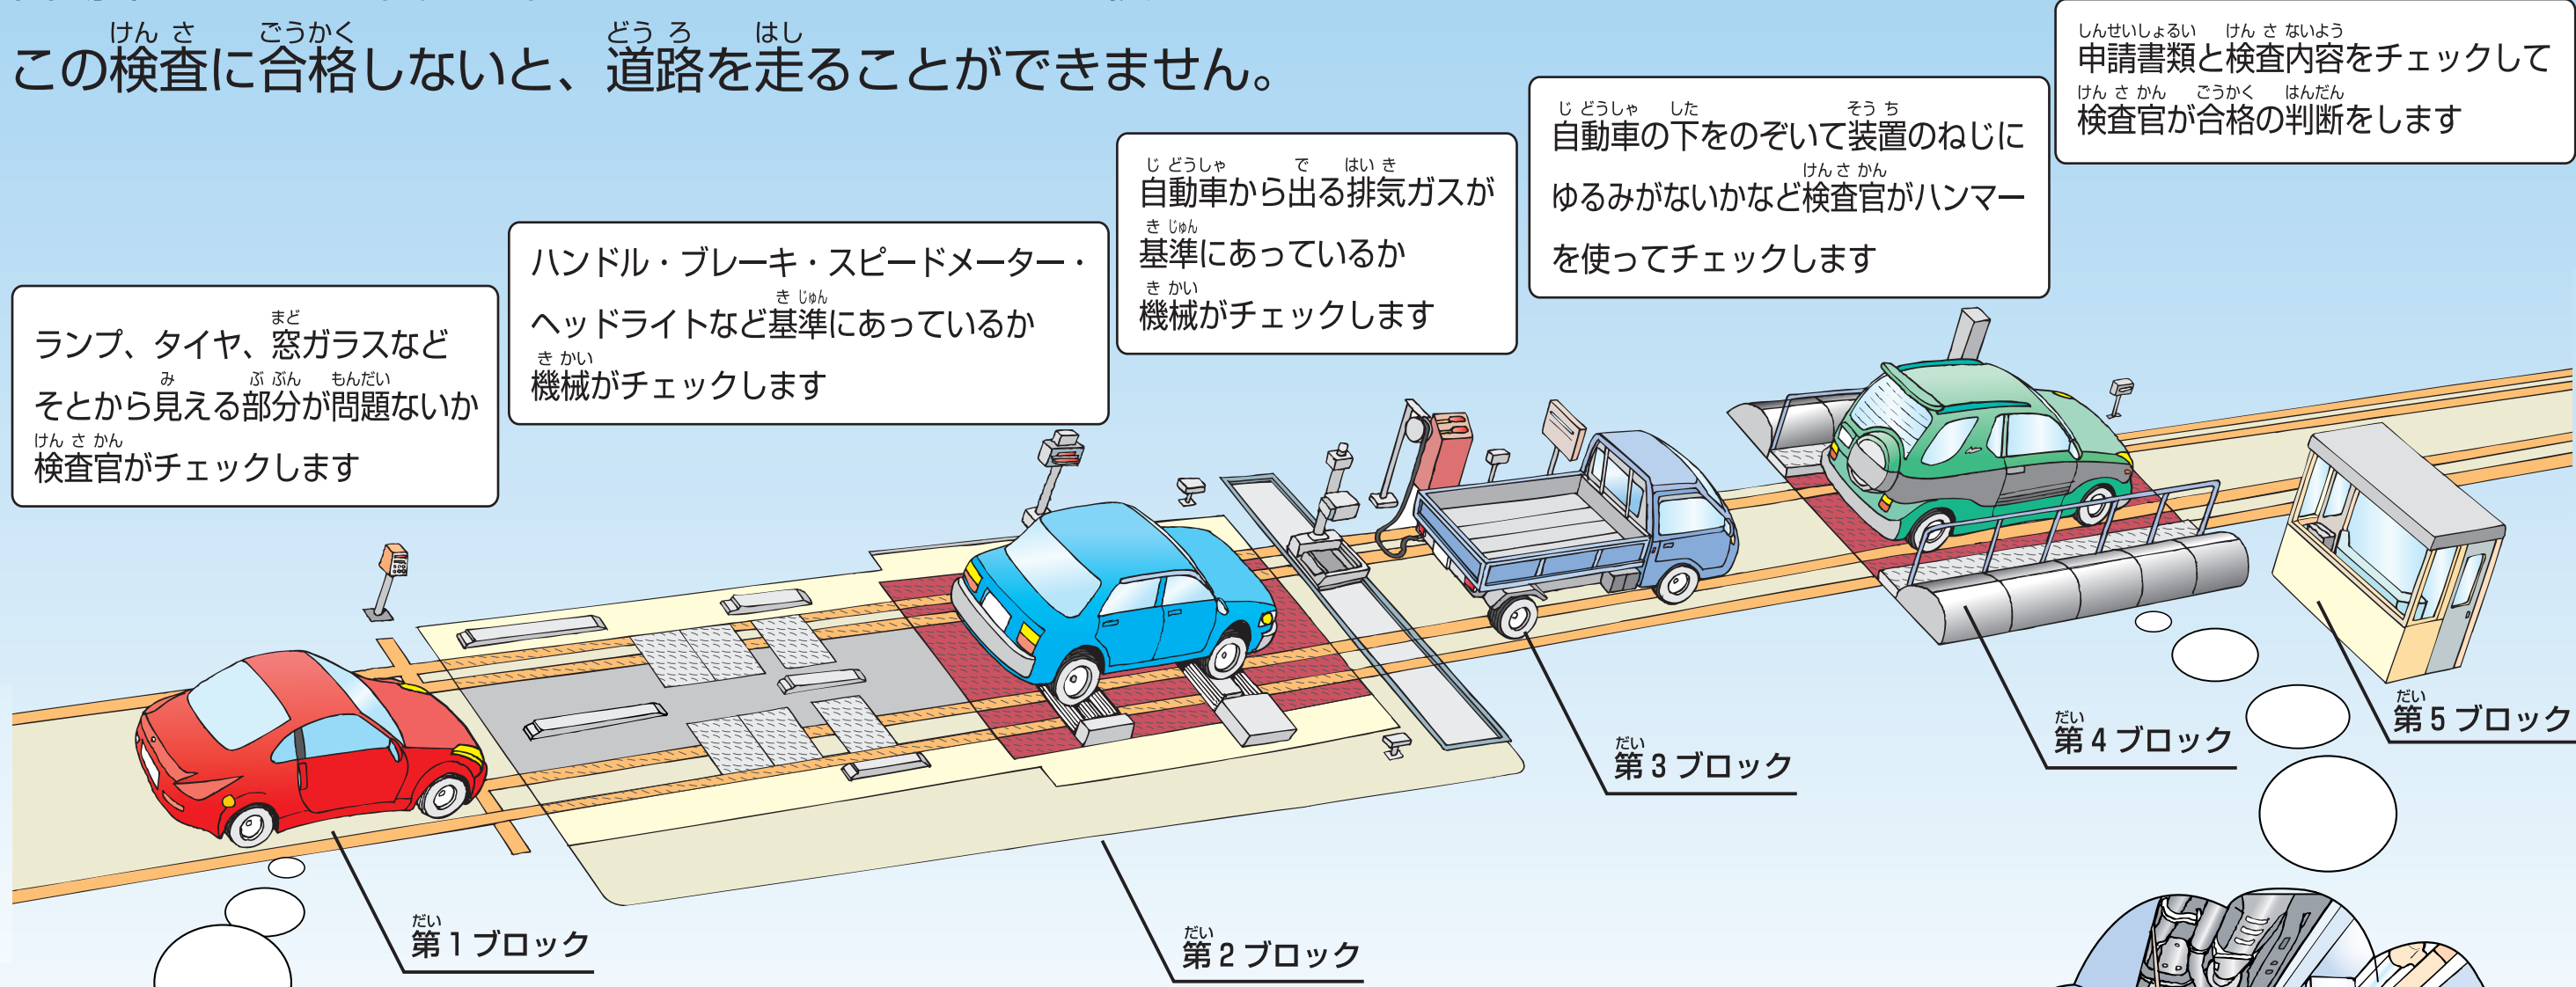 この検査に合格しないと、道路を走ることができません。
ランプ、タイヤ、窓ガラスなど
そとから見える部分が問題ないか
検査官がチェックします
ハンドル・ブレーキ・スピードメーター・
ヘッドライトなど基準にあっているか
機械がチェックします
自動車から出る排気ガスが
基準にあっているか
機械がチェックします
自動車の下をのぞいて装置のねじに
ゆるみがないかなど検査官がハンマー
を使ってチェックします
申請書類と検査内容をチェックして
検査官が合格の判断をします
第1ブロック
第2ブロック
第3ブロック
第4ブロック
第5ブロック